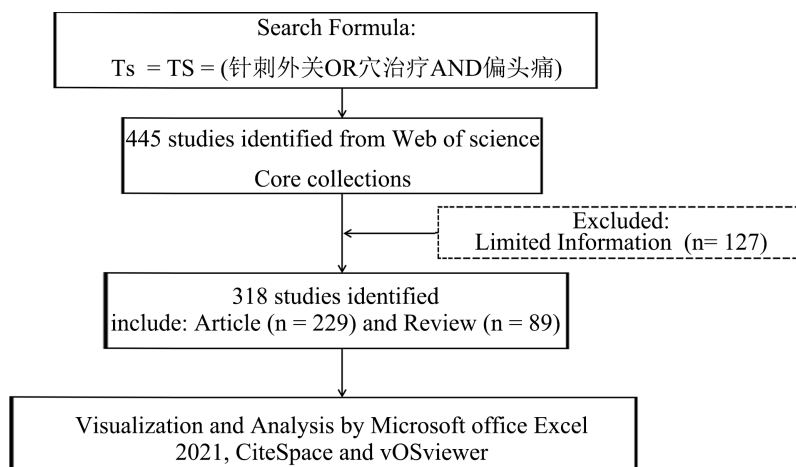 Search Formula:
Ts = TS = (针刺外关OR穴治疗AND偏头痛)
445 studies identified from Web of science
Core collections
Excluded:
Limited Information (n= 127)
318 studies identified
include: Article (n = 229) and Review (n = 89)
Visualization and Analysis by Microsoft office Excel
2021, CiteSpace and vOSviewer